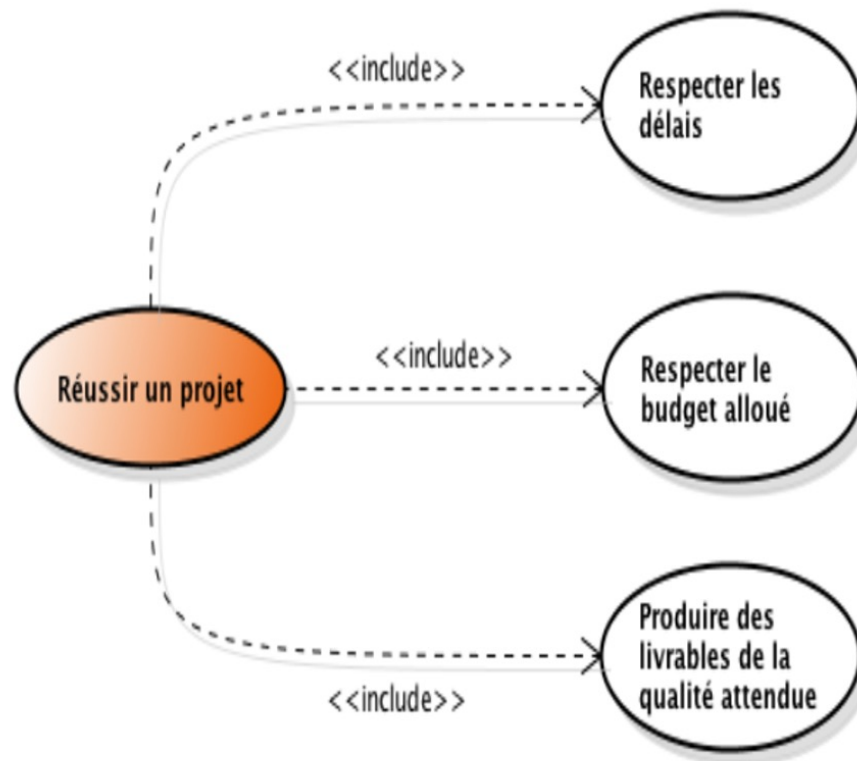 <<include>>
Respecter les
délais
Réussir un projet
<<include>>
Respecter le
budget alloué
<<include>>
Produire des
livrables de la
qualité attendue